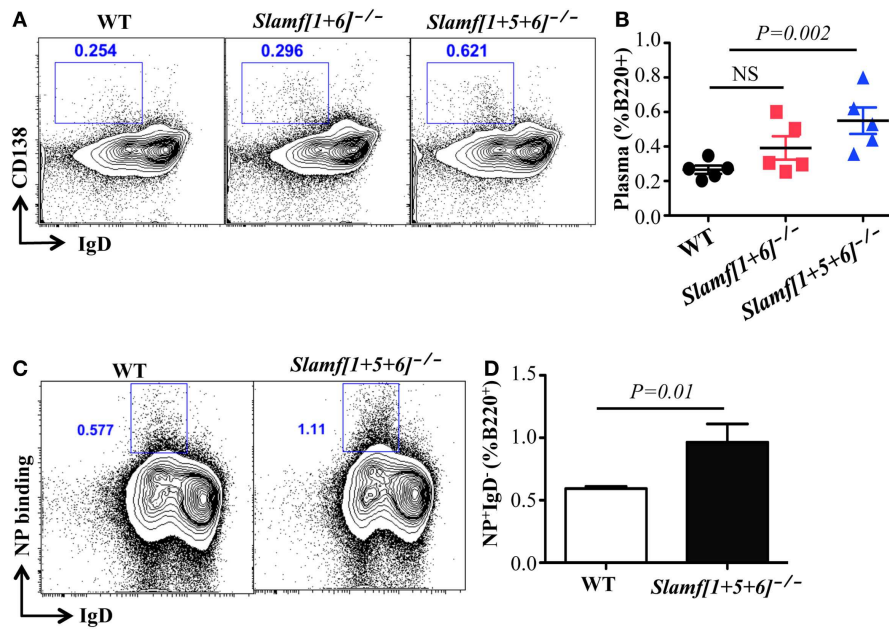 A
WT
Slamf[1+6]−/−
Slamf[1+5+6]−/−
0.254
0.296
0.621
CD138
IgD
B
P=0.002
NS
Plasma (%B220+)
1.0
0.8
0.6
0.4
0.2
0.0
WT
Slamf[1+6]−/−
Slamf[1+5+6]−/−
C
WT
Slamf[1+5+6]−/−
0.577
1.11
NP binding
IgD
D
P=0.01
NP+IgD- (%B220+)
1.5
1.0
0.5
0.0
WT
Slamf[1+5+6]−/−